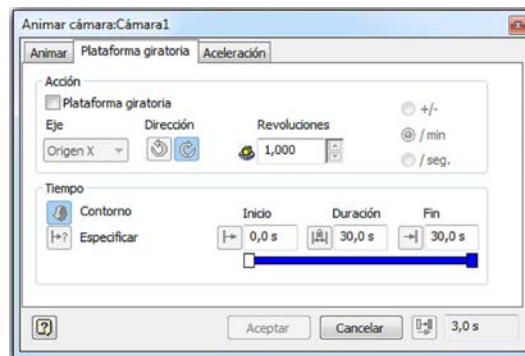 Animar cámara:Cámara1
Animar Plataforma giratoria Aceleración
Acción
Plataforma giratoria
Eje Dirección Revoluciones
Origen X 1,000
+/-
/ min
/ seg.
Tiempo
Contorno
Especificar
Inicio Duración Fin
0,0 s 30,0 s 30,0 s
? Aceptar Cancelar 3,0 s